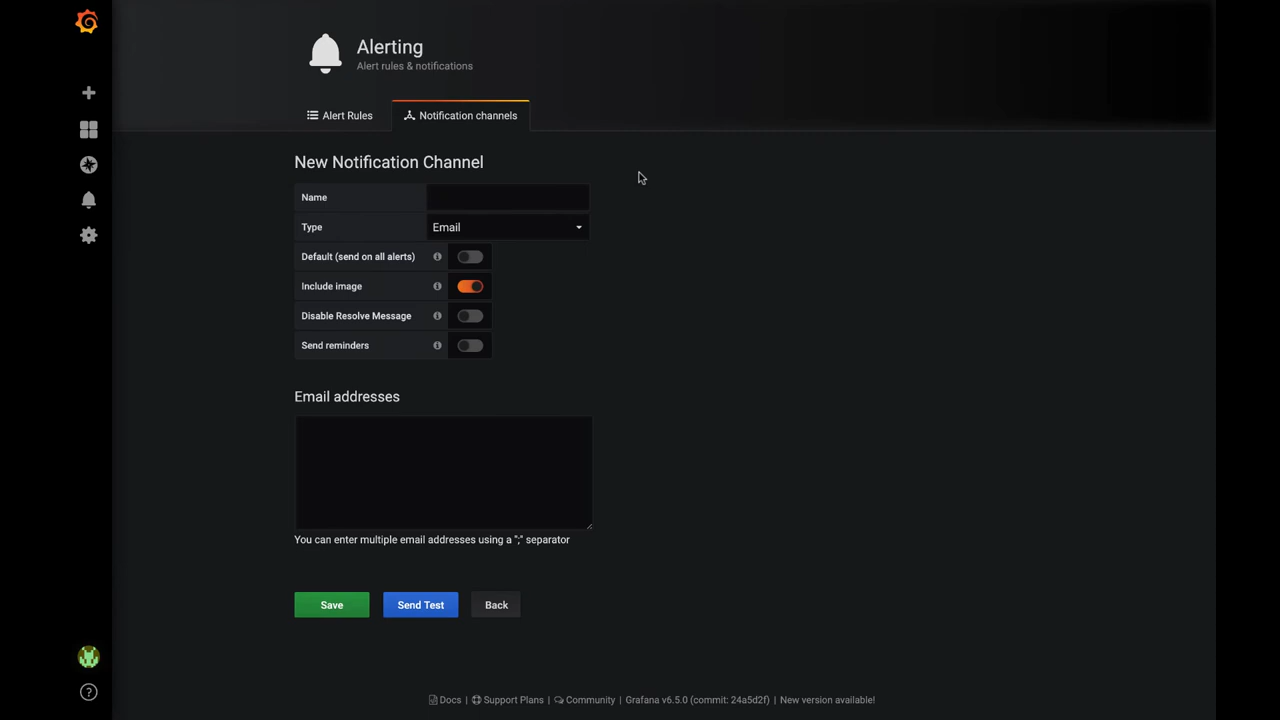 Alerting
Alert rules & notifications
Alert Rules
Notification channels
New Notification Channel
Name
Type Email
Default (send on all alerts)
Include image
Disable Resolve Message
Send reminders
Email addresses
You can enter multiple email addresses using a ";" separator
Save Send Test Back
Docs | Support Plans | Community | Grafana v6.5.0 (commit: 24a5d2f) | New version available!